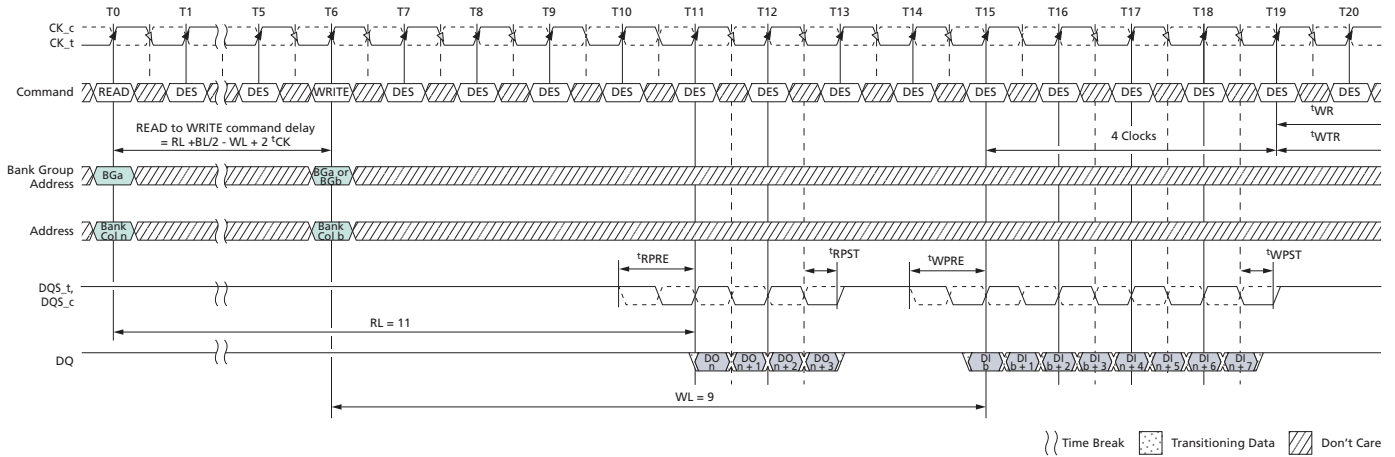 T0 T1 T5 T6 T7 T8 T9 T10 T11 T12 T13 T14 T15 T16 T17 T18 T19 T20
CK_c
CK_t
Command READ DES DES WRITE DES DES DES DES DES DES DES DES DES DES DES DES DES DES
tWR
READ to WRITE command delay
= RL +BL/2 - WL + 2 tCK
4 Clocks
tWTR
Bank Group
Address
BGa
BGa or
BGb
Address
Bank
Col n
Bank
Col b
tRPRE tRPST tWPRE tWPST
DQS_t,
DQS_c
RL = 11
DQ
DO
n
DO
n + 1
DO
n + 2
DO
n + 3
DI
b
DI
b + 1
DI
b + 2
DI
b + 3
DI
n + 4
DI
n + 5
DI
n + 6
DI
n + 7
WL = 9
Time Break Transitioning Data Don't Care